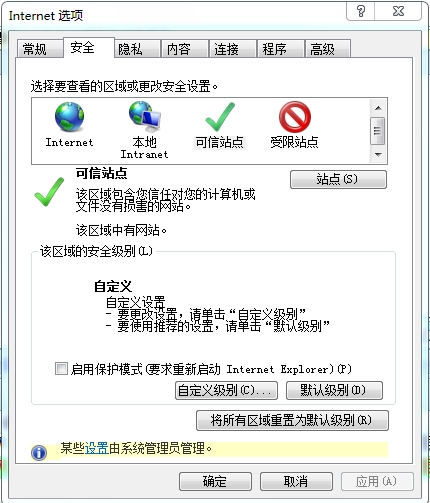 Internet 选项
常规 安全 隐私 内容 连接 程序 高级
选择要查看的区域或更改安全设置。
Internet 本地 Intranet 可信站点 受限站点
可信站点
站点(S)
该区域包含您信任对您的计算机或
文件没有损害的网站。
该区域中有网站。
该区域的安全级别(L)
自定义
自定义设置
- 要更改设置,请单击“自定义级别”
- 要使用推荐的设置,请单击“默认级别”
启用保护模式(要求重新启动 Internet Explorer)(P)
自定义级别(C)... 默认级别(D)
将所有区域重置为默认级别(R)
某些设置由系统管理员管理。
确定 取消 应用(A)